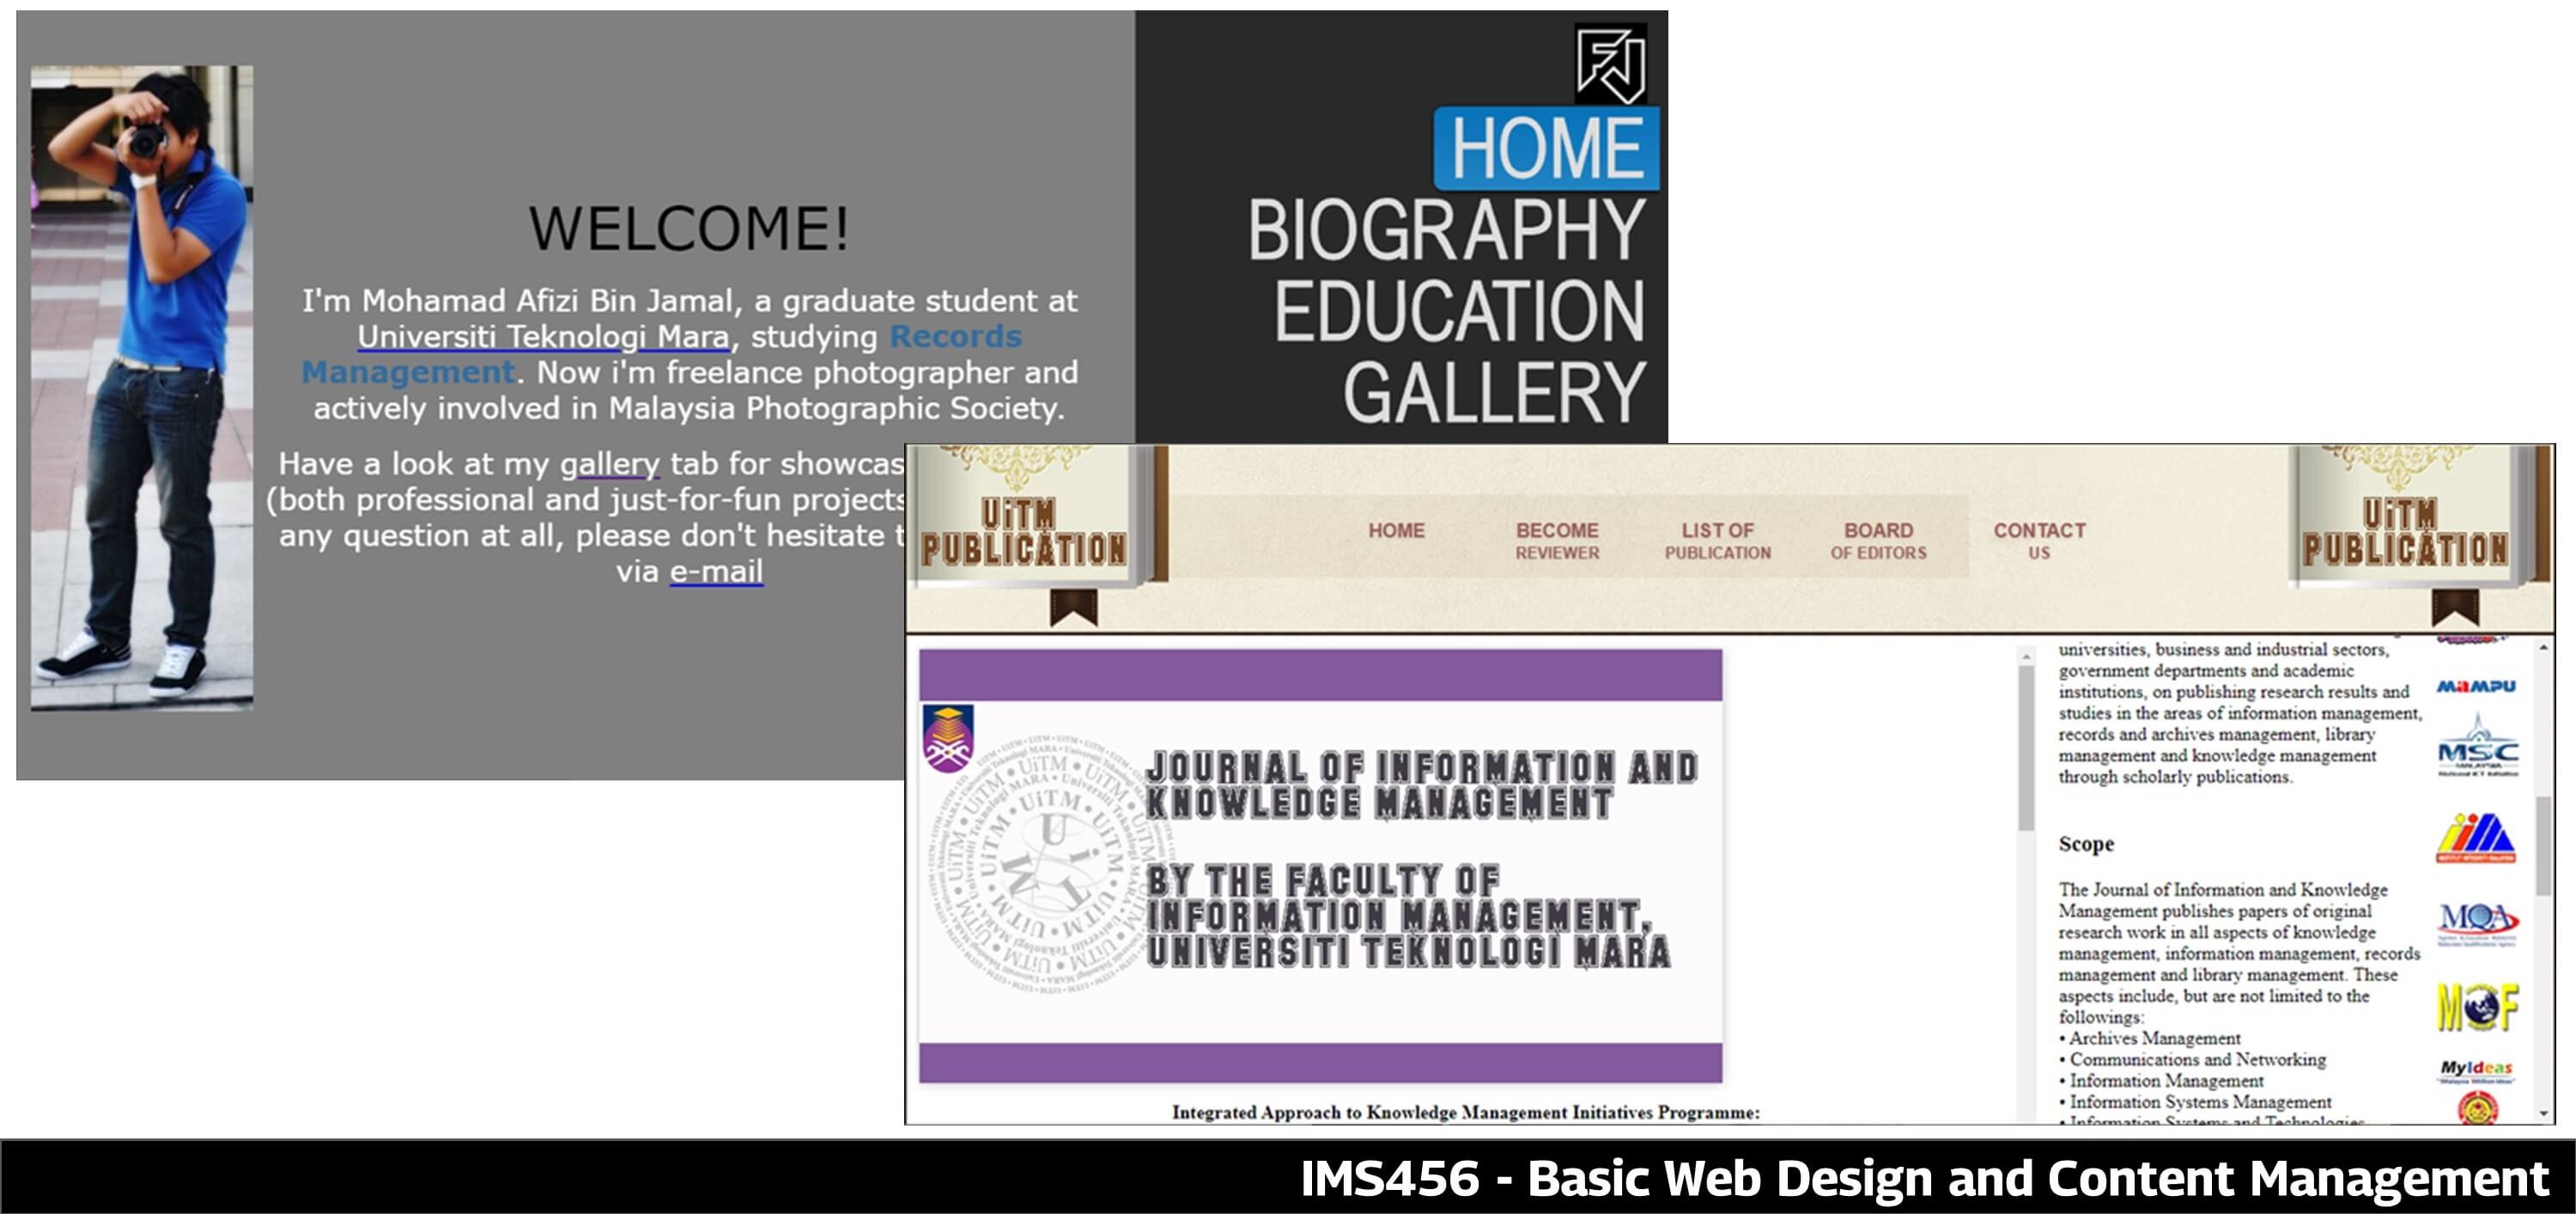 FJ
HOME
BIOGRAPHY
EDUCATION
GALLERY
WELCOME!
I'm Mohamad Afizi Bin Jamal, a graduate student at
Universiti Teknologi Mara, studying Records
Management. Now i'm freelance photographer and
actively involved in Malaysia Photographic Society.
Have a look at my gallery tab for showcas
(both professional and just-for-fun projects
any question at all, please don't hesitate t
via e-mail
UiTM
PUBLICATION
HOME
BECOME
REVIEWER
LIST OF
PUBLICATION
BOARD
OF EDITORS
CONTACT
US
UiTM
PUBLICATION
JOURNAL OF INFORMATION AND
KNOWLEDGE MANAGEMENT
BY THE FACULTY OF
INFORMATION MANAGEMENT,
UNIVERSITI TEKNOLOGI MARA
Integrated Approach to Knowledge Management Initiatives Programme:
universities, business and industrial sectors,
government departments and academic
institutions, on publishing research results and
studies in the areas of information management,
records and archives management, library
management and knowledge management
through scholarly publications.
Scope
The Journal of Information and Knowledge
Management publishes papers of original
research work in all aspects of knowledge
management, information management, records
management and library management. These
aspects include, but are not limited to the
followings:
• Archives Management
• Communications and Networking
• Information Management
• Information Systems Management
• Information Systems and Technologies
MAMPU
MSC
MALAYSIA
MQA
MOF
MyIdeas
IMS456 - Basic Web Design and Content Management